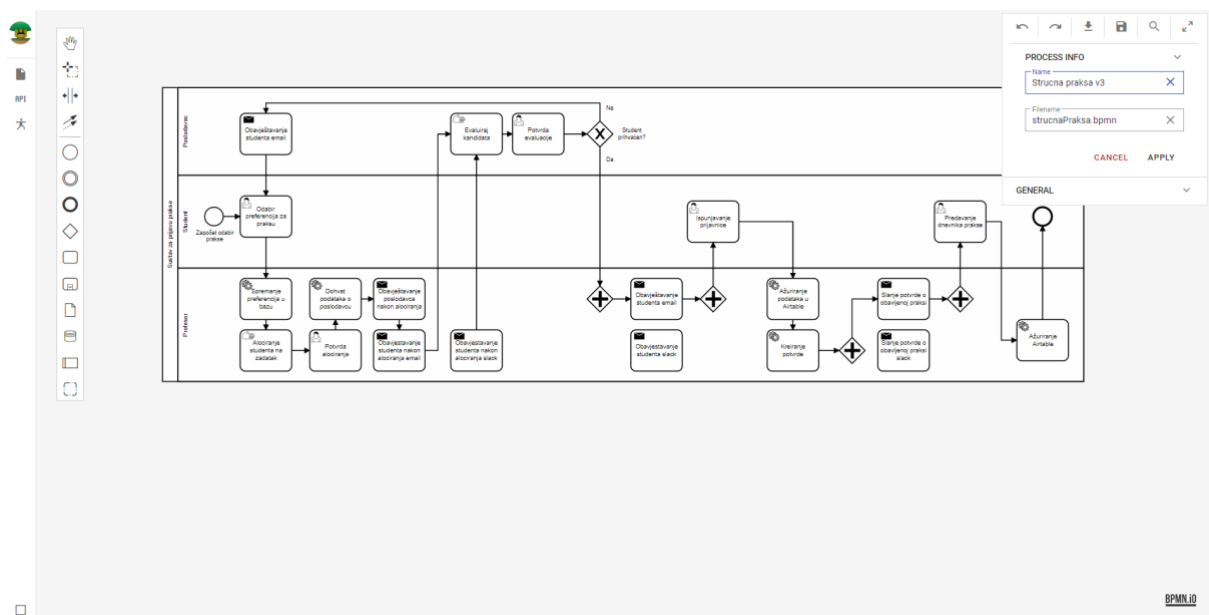 API
PROCESS INFO
Name
Strucna praksa v3
Filename
strucnaPraksa.bpmn
CANCEL
APPLY
GENERAL
Sustav za prijavu prakse
Poslodavac
Obavještavanje
studenta email
Evaluiraj
kandidata
Potvrda
evaluacije
Ne
Student
prihvaćen?
Da
Student
Započet odabir
prakse
Odabir
preferencija za
praksu
Ispunjavanje
prijavnice
Predavanje
dnevnika prakse
Profesor
Spremanje
preferencija u
bazu
Dohvat
podataka o
poslodavcu
Obavještavanje
poslodavca
nakon alociranja
Obavještavanje
studenta email
Ažuriranje
podataka u
Airtable
Slanje potvrde o
obavljenoj praksi
Alociranje
studenta na
zadatak
Potvrda
alociranja
Obavjestavanje
studenta nakon
alociranja email
Obavjestavanje
studenta nakon
alociranja slack
Obavjestavanje
studenta slack
Kreiranje
potvrde
Slanje potvrde o
obavljenoj praksi
slack
Ažuriranje
Airtable
BPMN.iO